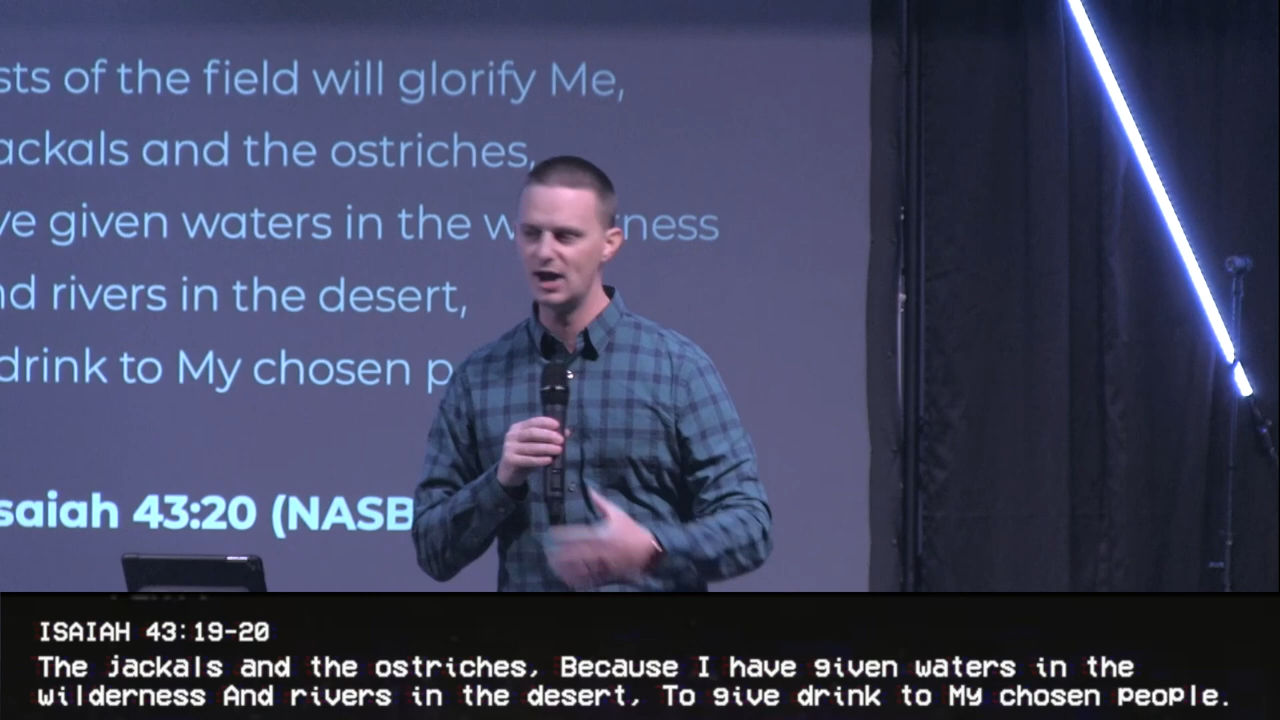 sts of the field will glorify Me,
ackals and the ostriches,
ve given waters in the w ness
nd rivers in the desert,
drink to My chosen p
saiah 43:20 (NASB
ISAIAH 43:19-20
The jackals and the ostriches, Because I have given waters in the
wilderness And rivers in the desert, To give drink to My chosen people.